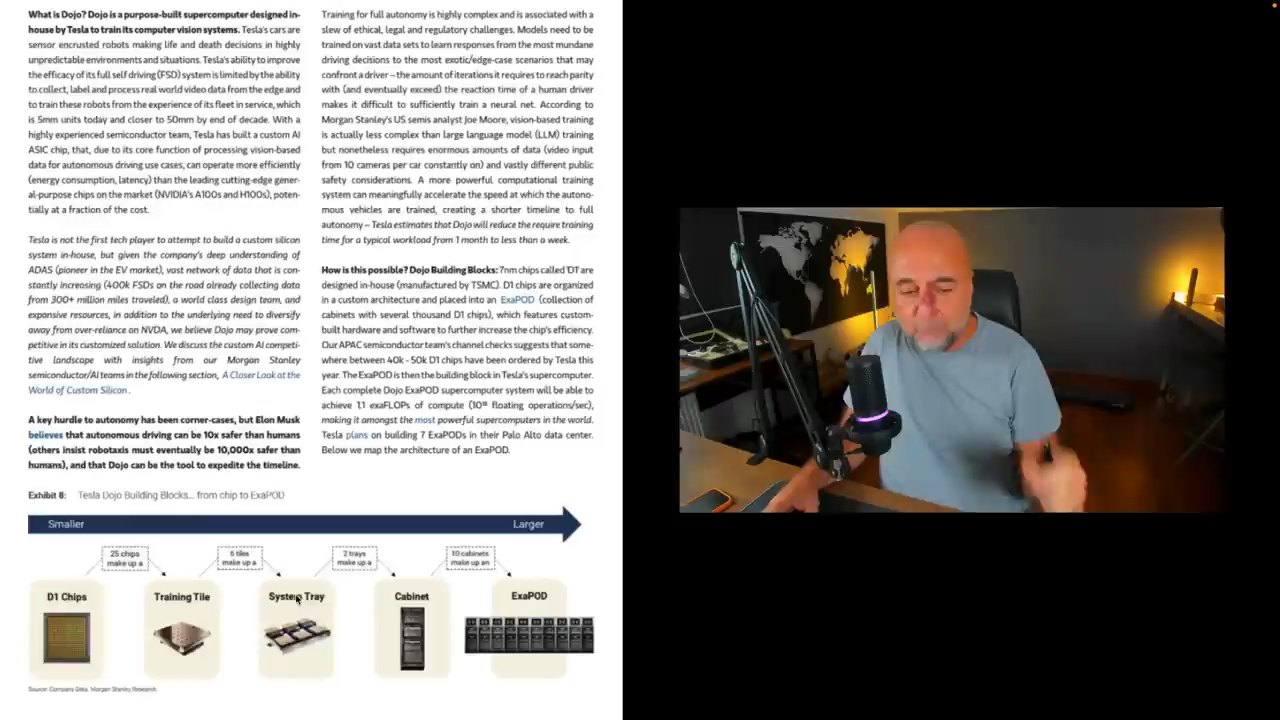 What is Dojo? Dojo is a purpose-built supercomputer designed in-
house by Tesla to train its computer vision systems. Tesla's cars are
sensor encrusted robots making life and death decisions in highly
unpredictable environments and situations. Tesla's ability to improve
the efficacy of its full self driving (FSD) system is limited by the ability
to collect, label and process real world video data from the edge and
to train these robots from the experience of its fleet in service, which
is 5mm units today and closer to 50mm by end of decade. With a
highly experienced semiconductor team, Tesla has built a custom AI
ASIC chip, that, due to its core function of processing vision-based
data for autonomous driving use cases, can operate more efficiently
(energy consumption, latency) than the leading cutting-edge gener-
al-purpose chips on the market (NVIDIA's A100s and H100s), poten-
tially at a fraction of the cost.
Tesla is not the first tech player to attempt to build a custom silicon
system in-house, but given the company's deep understanding of
ADAS (pioneer in the EV market), vast network of data that is con-
stantly increasing (400k FSDs on the road already collecting data
from 300+ million miles traveled), a world class design team, and
expansive resources, in addition to the underlying need to diversify
away from over-reliance on NVDA, we believe Dojo may prove com-
petitive in its customized solution. We discuss the custom AI competi-
tive landscape with insights from our Morgan Stanley
semiconductor/AI teams in the following section, A Closer Look at the
World of Custom Silicon .
A key hurdle to autonomy has been corner-cases, but Elon Musk
believes that autonomous driving can be 10x safer than humans
(others insist robotaxis must eventually be 10,000x safer than
humans), and that Dojo can be the tool to expedite the timeline.
Training for full autonomy is highly complex and is associated with a
slew of ethical, legal and regulatory challenges. Models need to be
trained on vast data sets to learn responses from the most mundane
driving decisions to the most exotic/edge-case scenarios that may
confront a driver – the amount of iterations it requires to reach parity
with (and eventually exceed) the reaction time of a human driver
makes it difficult to sufficiently train a neural net. According to
Morgan Stanley's US semis analyst Joe Moore, vision-based training
is actually less complex than large language model (LLM) training
but nonetheless requires enormous amounts of data (video input
from 10 cameras per car constantly on) and vastly different public
safety considerations. A more powerful computational training
system can meaningfully accelerate the speed at which the autono-
mous vehicles are trained, creating a shorter timeline to full
autonomy – Tesla estimates that Dojo will reduce the require training
time for a typical workload from 1 month to less than a week.
How is this possible? Dojo Building Blocks: 7nm chips called 'D1' are
designed in-house (manufactured by TSMC). D1 chips are organized
in a custom architecture and placed into an ExaPOD (collection of
cabinets with several thousand D1 chips), which features custom-
built hardware and software to further increase the chip's efficiency.
Our APAC semiconductor team's channel checks suggests that some-
where between 40k - 50k D1 chips have been ordered by Tesla this
year. The ExaPOD is then the building block in Tesla's supercomputer.
Each complete Dojo ExaPOD supercomputer system will be able to
achieve 1.1 exaFLOPs of compute (10¹⁸ floating operations/sec),
making it amongst the most powerful supercomputers in the world.
Tesla plans on building 7 ExaPODs in their Palo Alto data center.
Below we map the architecture of an ExaPOD.
Exhibit 8: Tesla Dojo Building Blocks... from chip to ExaPOD
Smaller Larger
25 chips
make up a
6 tiles
make up a
2 trays
make up a
10 cabinets
make up an
D1 Chips
Training Tile
System Tray
Cabinet
ExaPOD
Source: Company Data, Morgan Stanley Research